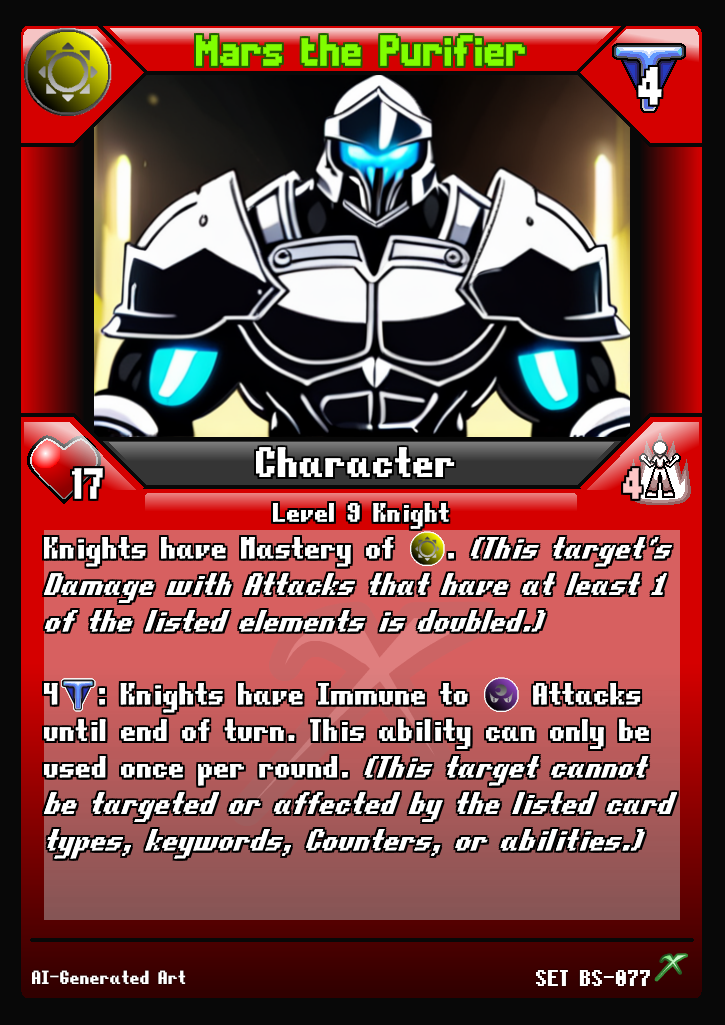 Mars the Purifier
4
Character
17
4
Level 9 Knight
Knights have Mastery of . (This target's
Damage with Attacks that have at least 1
of the listed elements is doubled.)
4T: Knights have Immune to Attacks
until end of turn. This ability can only be
used once per round. (This target cannot
be targeted or affected by the listed card
types, keywords, Counters, or abilities.)
AI-Generated Art
SET BS-077